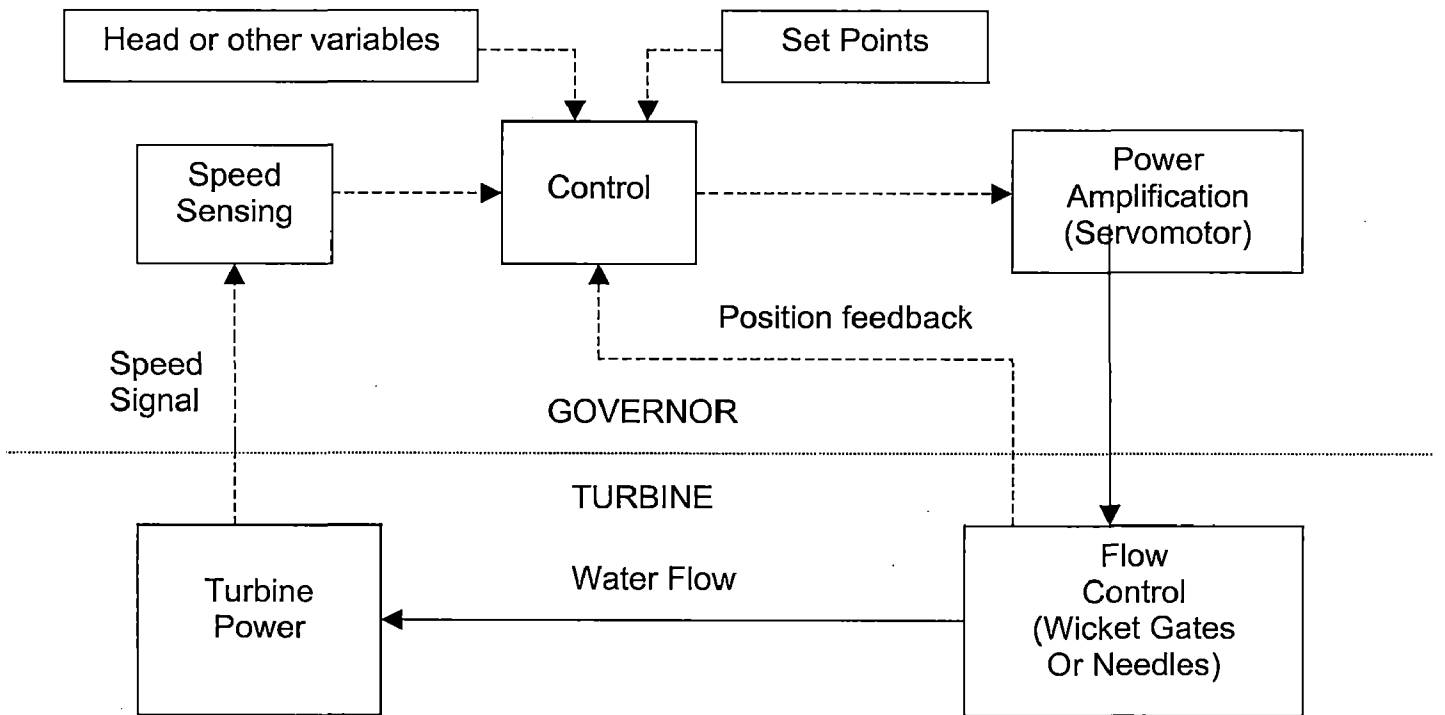 Head or other variables
Set Points
Speed
Sensing
Control
Power
Amplification
(Servomotor)
Position feedback
Speed
Signal
GOVERNOR
TURBINE
Turbine
Power
Water Flow
Flow
Control
(Wicket Gates
Or Needles)